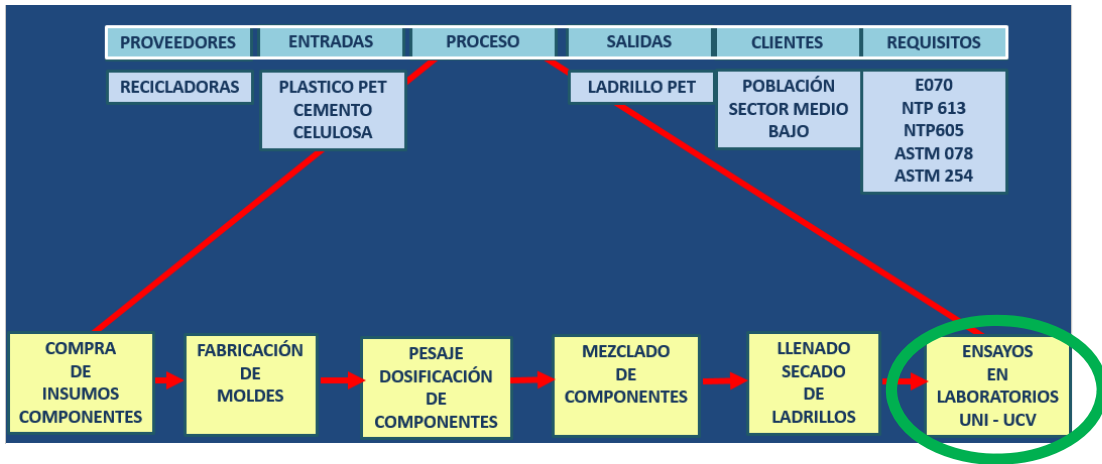 PROVEEDORES
ENTRADAS
PROCESO
SALIDAS
CLIENTES
REQUISITOS
RECICLADORAS
PLASTICO PET
CEMENTO
CELULOSA
LADRILLO PET
POBLACIÓN
SECTOR MEDIO
BAJO
E070
NTP 613
NTP605
ASTM 078
ASTM 254
COMPRA
DE
INSUMOS
COMPONENTES
FABRICACIÓN
DE
MOLDES
PESAJE
DOSIFICACIÓN
DE
COMPONENTES
MEZCLADO
DE
COMPONENTES
LLENADO
SECADO
DE
LADRILLOS
ENSAYOS
EN
LABORATORIOS
UNI - UCV